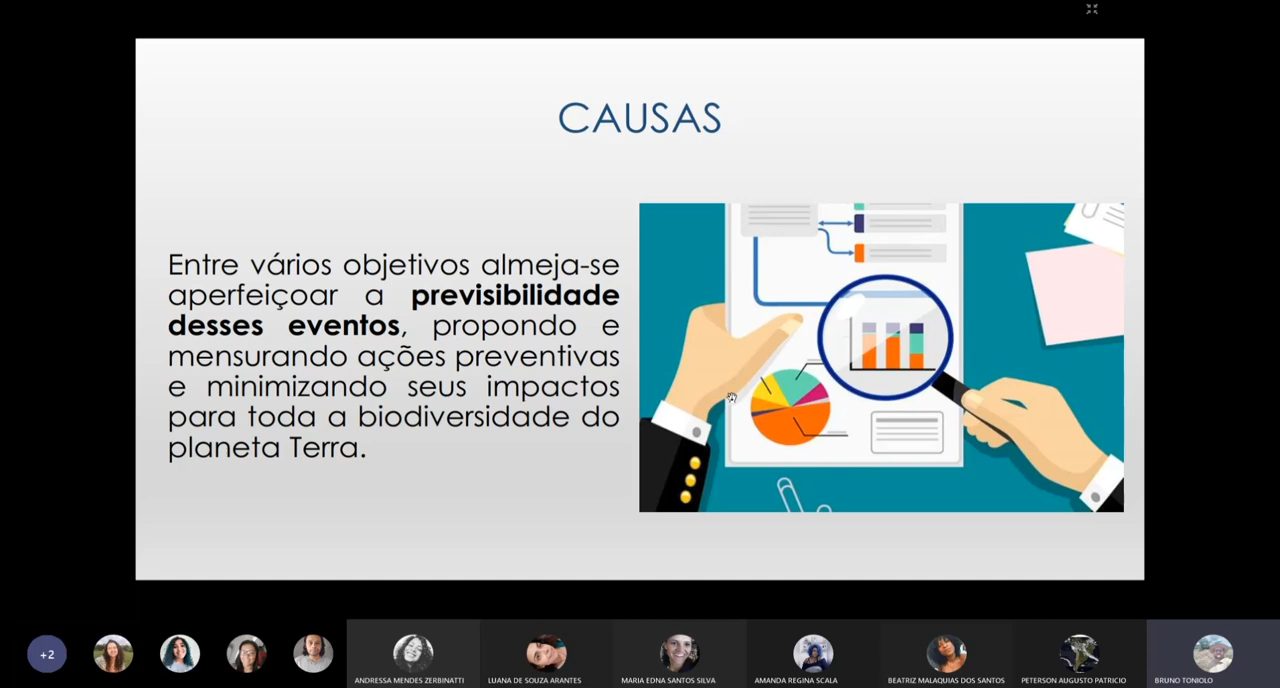 CAUSAS
Entre vários objetivos almeja-se
aperfeiçoar a previsibilidade
desses eventos, propondo e
mensurando ações preventivas
e minimizando seus impactos
para toda a biodiversidade do
planeta Terra.
+2
ANDRESSA MENDES ZERBINATTI
LUANA DE SOUZA ARANTES
MARIA EDNA SANTOS SILVA
AMANDA REGINA SCALA
BEATRIZ MALAQUIAS DOS SANTOS
PETERSON AUGUSTO PATRICIO
BRUNO TONIOLO